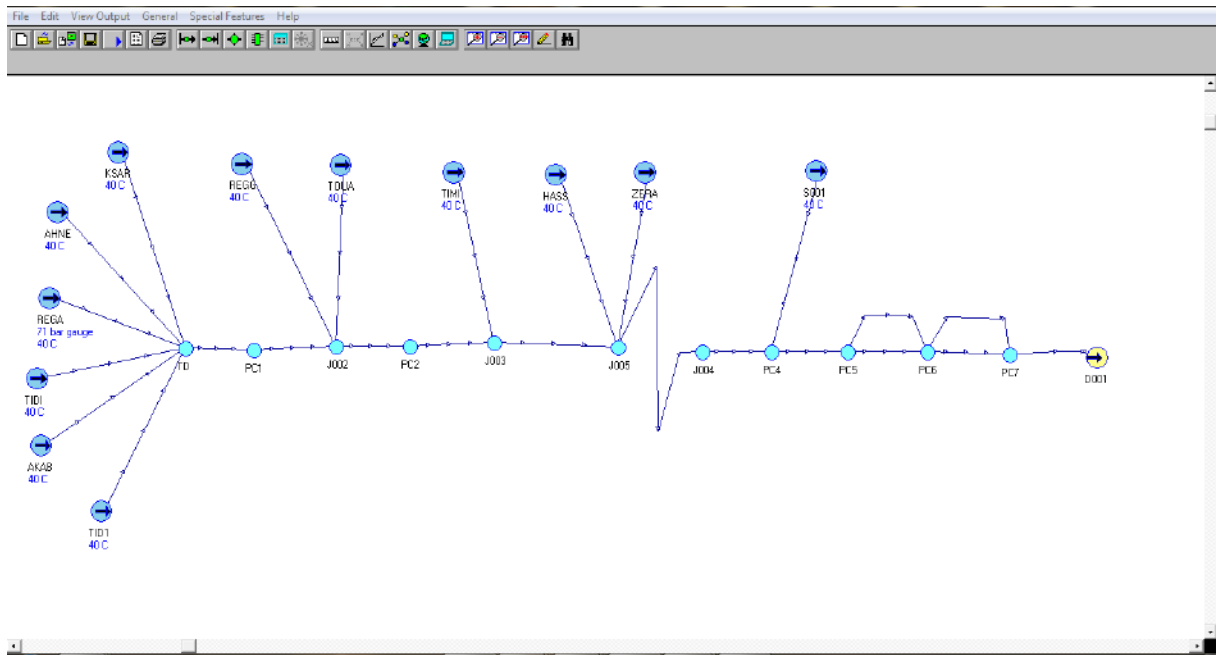 File Edit View Output General Special Features Help
KSAR
40 C
REGG
40 C
TOUA
40 C
TIMI
40 C
HASS
40 C
ZERA
40 C
S001
40 C
AHNE
40 C
REGA
71 bar gauge
40 C
TIDI
40 C
AKAB
40 C
TID1
40 C
TD
PC1
J002
PC2
J003
J005
J004
PC4
PC5
PC6
PC7
D001